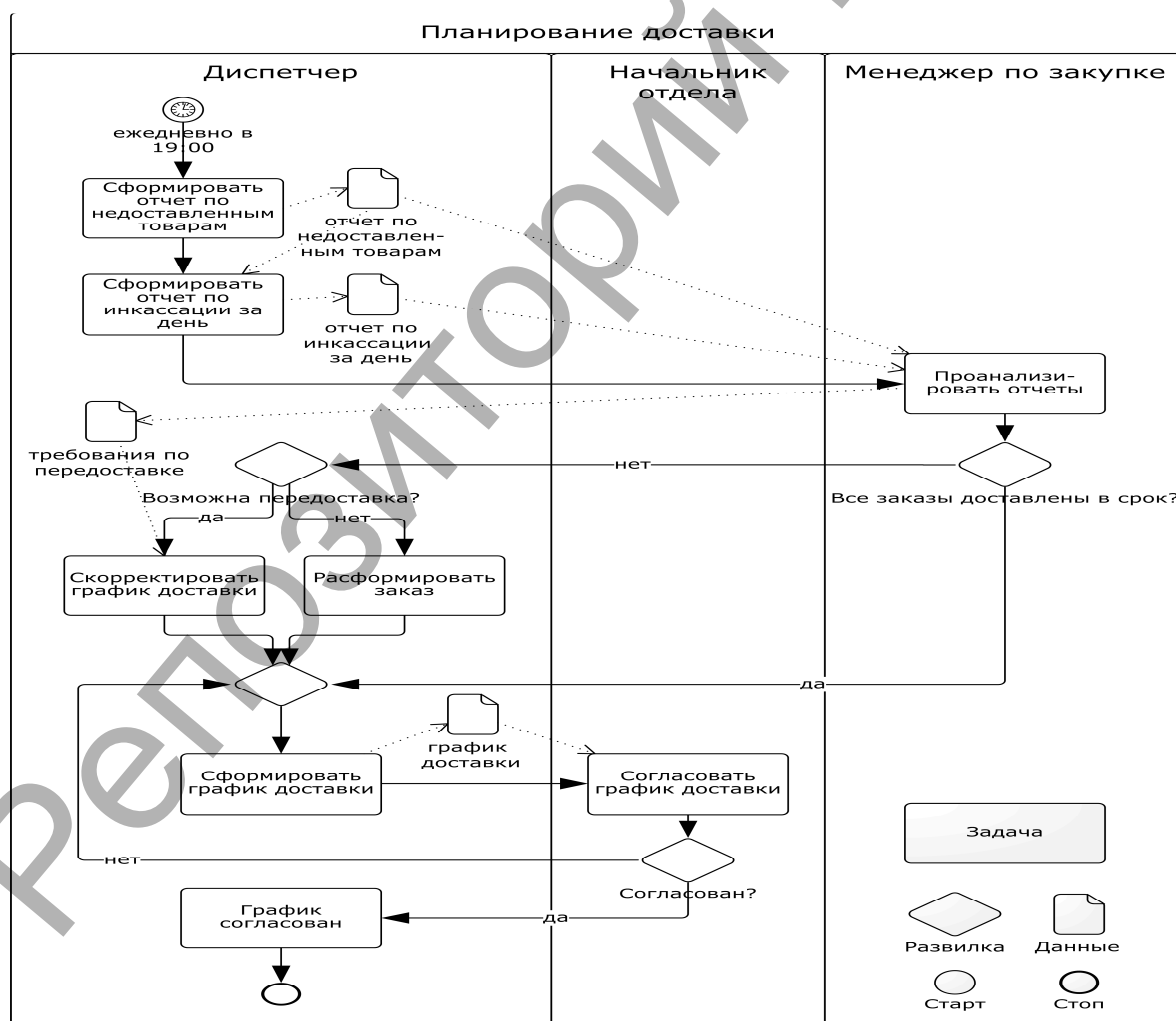 Планирование доставки
Диспетчер
Начальник
отдела
Менеджер по закупке
ежедневно в
19:00
Сформировать
отчет по
недоставленным
товарам
отчет по
недоставлен-
ным товарам
Сформировать
отчет по
инкассации за
день
отчет по
инкассации
за день
Проанализи-
ровать отчеты
требования по
передоставке
нет
Возможна передоставка?
Все заказы доставлены в срок?
да
нет
Скорректировать
график доставки
Расформировать
заказ
да
график
доставки
Сформировать
график доставки
Согласовать
график доставки
нет
Согласован?
да
График
согласован
Задача
Развилка
Данные
Старт
Стоп
Репозиторий